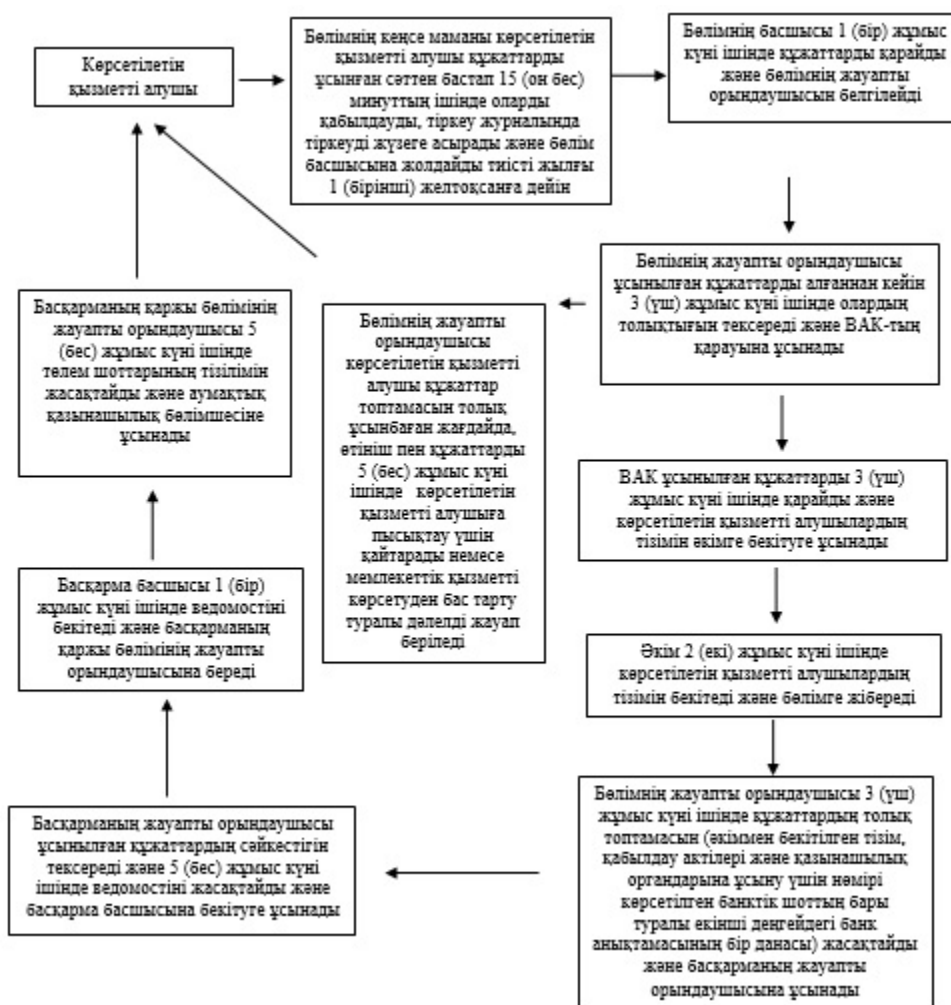 Көрсетілетін
қызметті алушы
Бөлімнің кеңсе маманы көрсетілетін
қызметті алушы құжаттарды
ұсынған сәттен бастап 15 (он бес)
минуттың ішінде оларды
қабылдауды, тіркеу журналында
тіркеуді жүзеге асырады және бөлім
басшысына жолдайды тиісті жылғы
1 (бірінші) желтоқсанға дейін
Бөлімнің басшысы 1 (бір) жұмыс
күні ішінде құжаттарды қарайды
және бөлімнің жауапты
орындаушысын белгілейді
Бөлімнің жауапты орындаушысы
ұсынылған құжаттарды алғаннан кейін
3 (үш) жұмыс күні ішінде олардың
толықтығын тексереді және ВАК-тың
қарауына ұсынады
Бөлімнің жауапты
орындаушысы
көрсетілетін қызметті
алушы құжаттар
топтамасын толық
ұсынбаған жағдайда,
өтініш пен құжаттарды
5 (бес) жұмыс күні
ішінде көрсетілетін
қызметті алушыға
пысықтау үшін
қайтарады немесе
мемлекеттік қызметті
көрсетуден бас тарту
туралы дәлелді жауап
беріледі
ВАК ұсынылған құжаттарды 3 (үш)
жұмыс күні ішінде қарайды және
көрсетілетін қызметті алушылардың
тізімін әкімге бекітуге ұсынады
Әкім 2 (екі) жұмыс күні ішінде
көрсетілетін қызметті алушылардың
тізімін бекітеді және бөлімге жібереді
Бөлімнің жауапты орындаушысы 3 (үш)
жұмыс күні ішінде құжаттардың толық
топтамасын (әкіммен бекітілген тізім,
қабылдау актілері және қазынашылық
органдарына ұсыну үшін нөмірі
көрсетілген банктік шоттың бары
туралы екінші деңгейдегі банк
анықтамасының бір данасы) жасақтайды
және басқарманың жауапты
орындаушысына ұсынады
Басқарманың жауапты орындаушысы
ұсынылған құжаттардың сәйкестігін
тексереді және 5 (бес) жұмыс күні
ішінде ведомостіні жасақтайды және
басқарма басшысына бекітуге ұсынады
Басқарма басшысы 1 (бір)
жұмыс күні ішінде ведомостіні
бекітеді және басқарманың
қаржы бөлімінің жауапты
орындаушысына береді
Басқарманың қаржы бөлімінің
жауапты орындаушысы 5
(бес) жұмыс күні ішінде
төлем шоттарының тізілімін
жасақтайды және аумақтық
қазынашылық бөлімшесіне
ұсынады